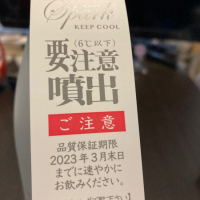 Spark
KEEP COOL
(6℃以下)
要注意
噴出
ご注意
品質保証期限
2023年3月末日
までに速やかに
お飲みください。